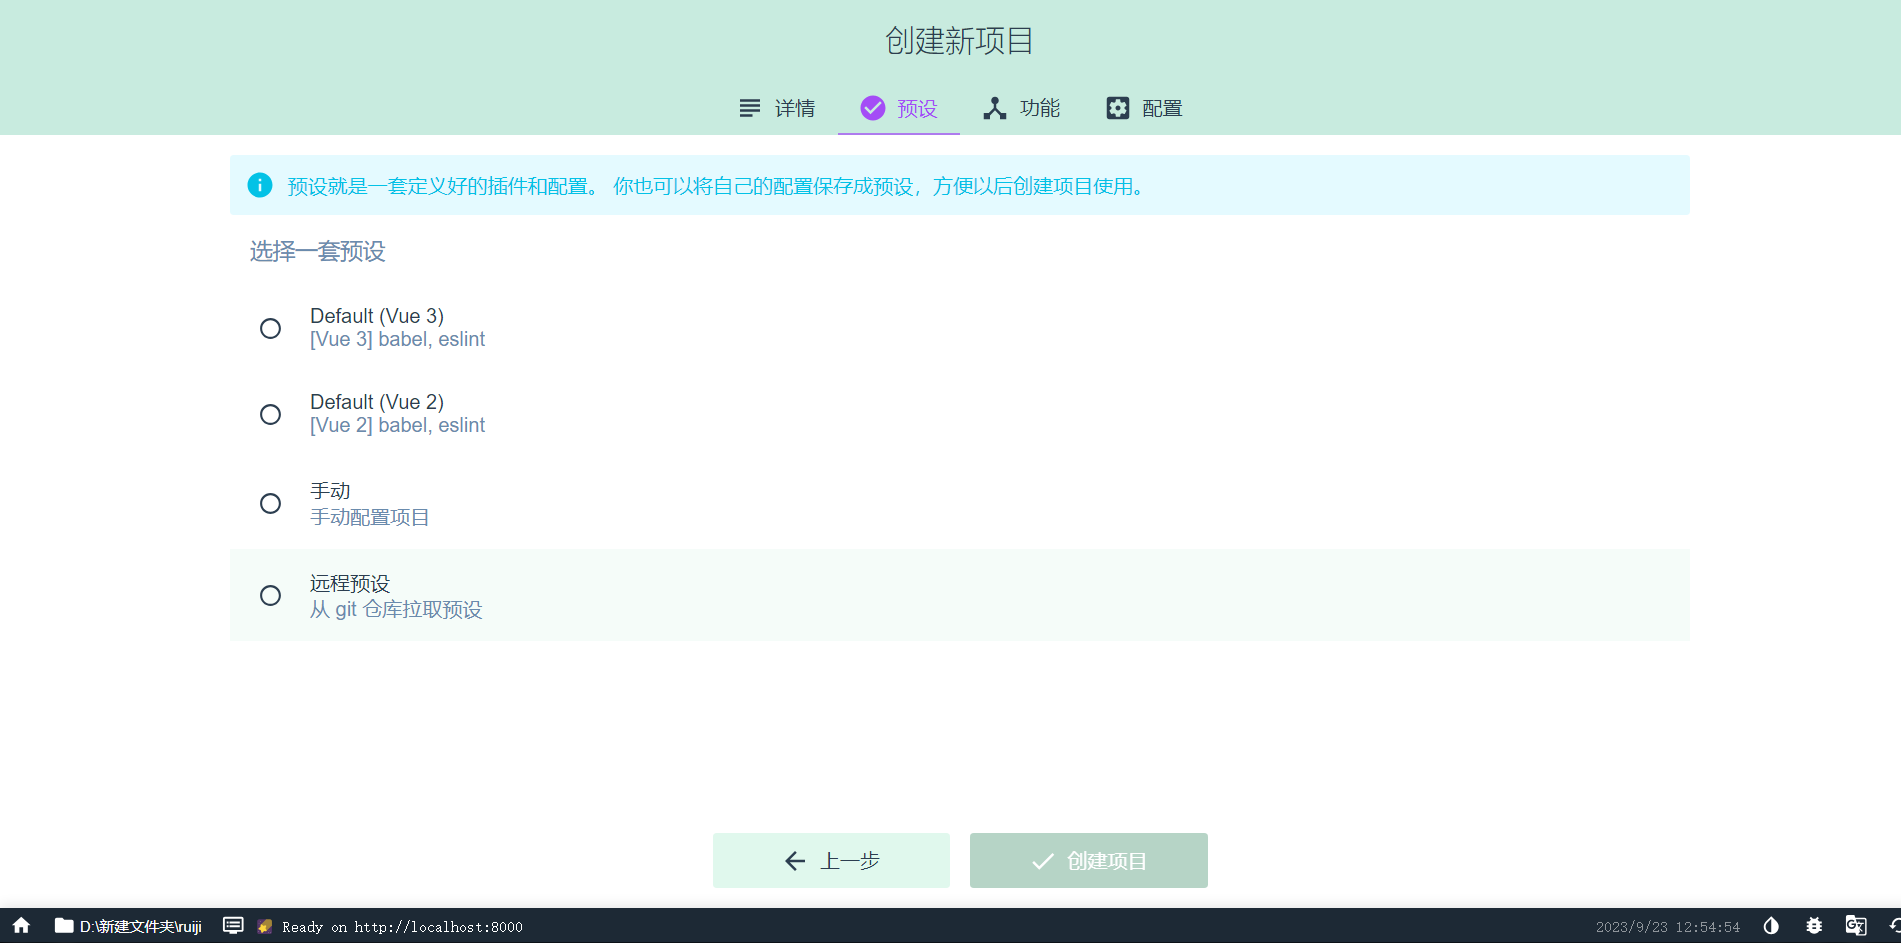 创建新项目
详情 预设 功能 配置
预设就是一套定义好的插件和配置。 你也可以将自己的配置保存成预设，方便以后创建项目使用。
选择一套预设
Default (Vue 3)
[Vue 3] babel, eslint
Default (Vue 2)
[Vue 2] babel, eslint
手动
手动配置项目
远程预设
从 git 仓库拉取预设
上一步 创建项目
D:\新建文件夹\ruiji Ready on http://localhost:8000 2023/9/23 12:54:54